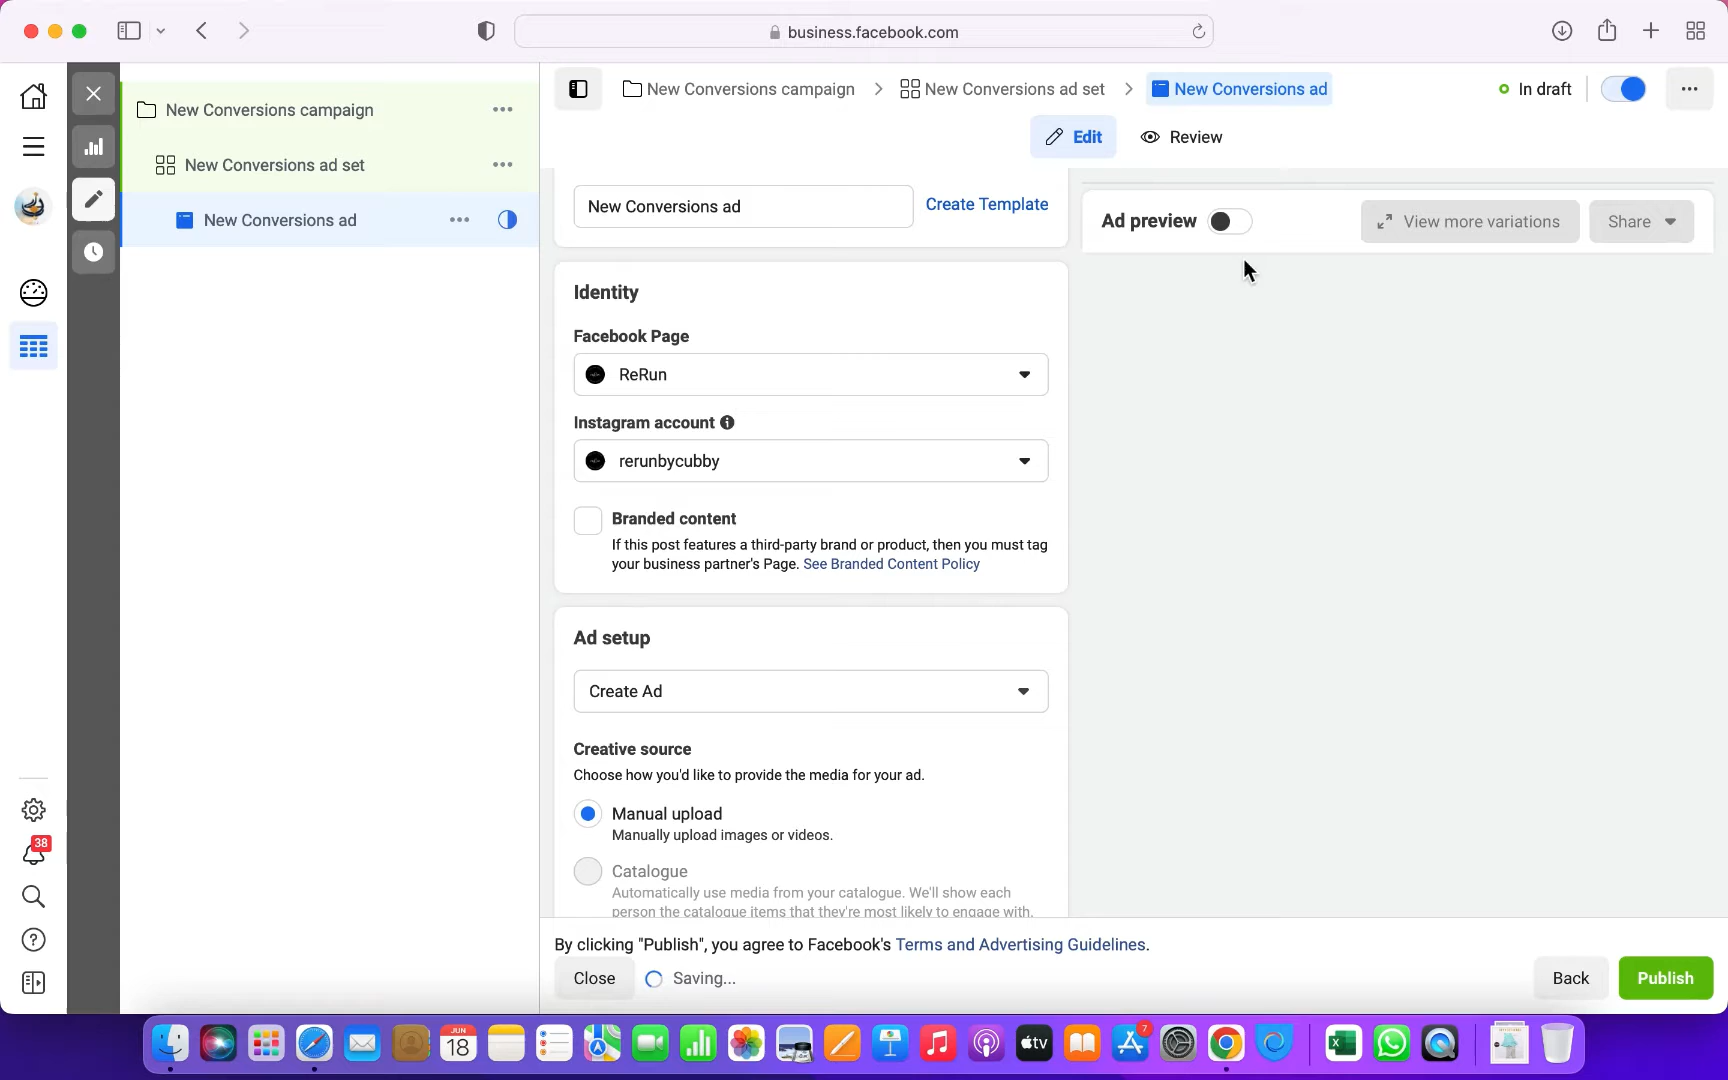 business.facebook.com
New Conversions campaign
New Conversions ad set
New Conversions ad
New Conversions campaign
New Conversions ad set
New Conversions ad
In draft
Edit
Review
New Conversions ad
Create Template
Ad preview
View more variations
Share
Identity
Facebook Page
ReRun
Instagram account
rerunbycubby
Branded content
If this post features a third-party brand or product, then you must tag
your business partner's Page. See Branded Content Policy
Ad setup
Create Ad
Creative source
Choose how you'd like to provide the media for your ad.
Manual upload
Manually upload images or videos.
Catalogue
Automatically use media from your catalogue. We'll show each
person the catalogue items that they're most likely to engage with.
38
By clicking "Publish", you agree to Facebook's Terms and Advertising Guidelines.
Close
Saving...
Back
Publish
JUN
18
tv
7